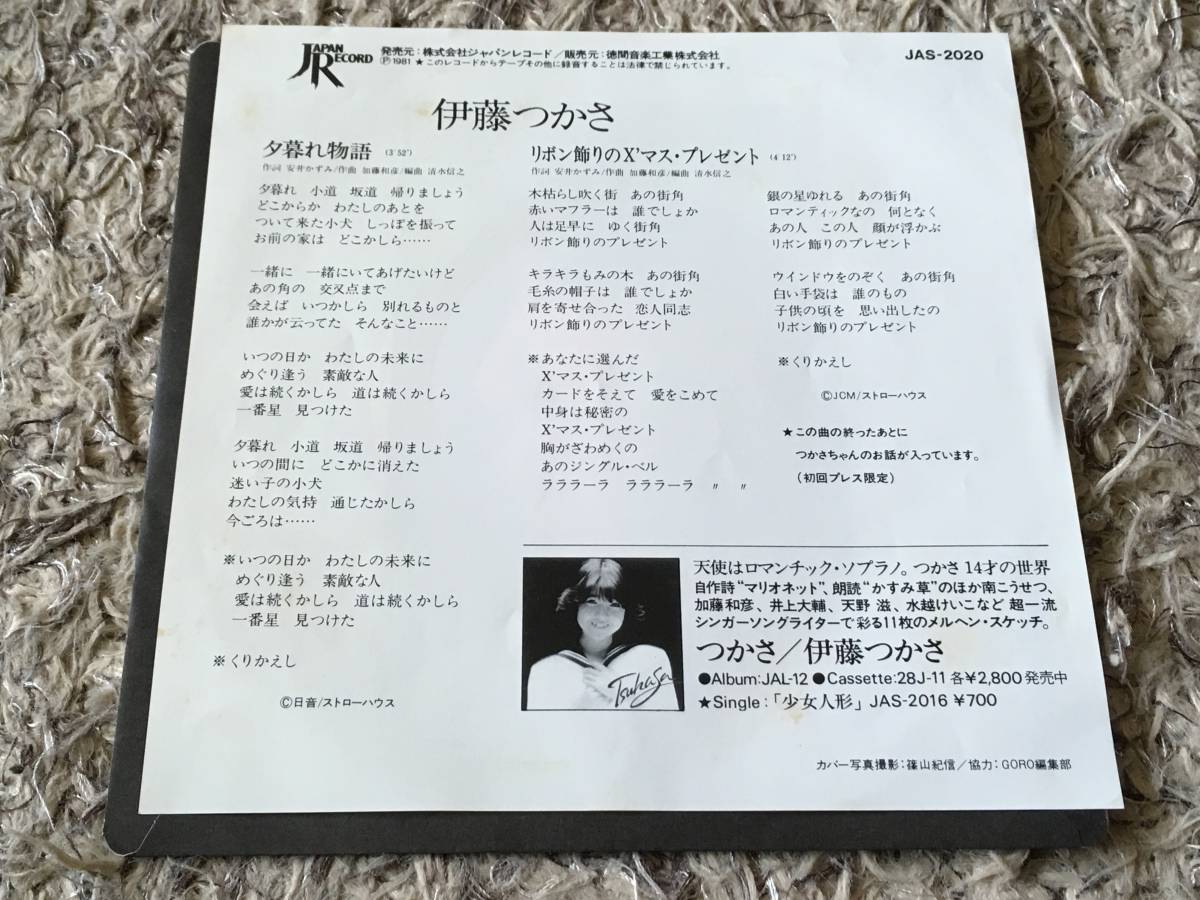 JAPAN RECORD
発売元：株式会社ジャパンレコード／販売元：徳間音楽工業株式会社
Ⓟ1981 ★このレコードからテープその他に録音することは法律で禁じられています。
JAS-2020
伊藤つかさ
夕暮れ物語 (3'52")
作詞 安井かずみ/作曲 加藤和彦/編曲 清水信之
夕暮れ 小道 坂道 帰りましょう
どこからか わたしのあとを
ついて来た小犬 しっぽを振って
お前の家は どこかしら……
一緒に 一緒にいてあげたいけど
あの角の 交叉点まで
会えば いつかしら 別れるものと
誰かが云ってた そんなこと……
いつの日か わたしの未来に
めぐり逢う 素敵な人
愛は続くかしら 道は続くかしら
一番星 見つけた
夕暮れ 小道 坂道 帰りましょう
いつの間に どこかに消えた
迷い子の小犬
わたしの気持 通じたかしら
今ごろは……
※いつの日か わたしの未来に
めぐり逢う 素敵な人
愛は続くかしら 道は続くかしら
一番星 見つけた
※くりかえし
Ⓒ日音/ストローハウス
リボン飾りのX'マス・プレゼント (4'12")
作詞 安井かずみ/作曲 加藤和彦/編曲 清水信之
木枯らし吹く街 あの街角
赤いマフラーは 誰でしょか
人は足早に ゆく街角
リボン飾りのプレゼント
キラキラもみの木 あの街角
毛糸の帽子は 誰でしょか
肩を寄せ合った 恋人同志
リボン飾りのプレゼント
※あなたに選んだ
X'マス・プレゼント
カードをそえて 愛をこめて
中身は秘密の
X'マス・プレゼント
胸がざわめくの
あのジングル・ベル
ラララーラ ラララーラ 〃 〃
銀の星ゆれる あの街角
ロマンティックなの 何となく
あの人 この人 顔が浮かぶ
リボン飾りのプレゼント
ウインドウをのぞく あの街角
白い手袋は 誰のもの
子供の頃を 思い出したの
リボン飾りのプレゼント
※くりかえし
ⒸJCM/ストローハウス
★この曲の終ったあとに
つかさちゃんのお話が入っています。
(初回プレス限定)
Tsukasa
天使はロマンチック・ソプラノ。つかさ14才の世界
自作詩“マリオネット”、朗読“かすみ草”のほか南こうせつ、
加藤和彦、井上大輔、天野 滋、水越けいこなど 超一流
シンガーソングライターで彩る11枚のメルヘン・スケッチ。
つかさ／伊藤つかさ
●Album:JAL-12 ●Cassette:28J-11 各¥2,800発売中
★Single:「少女人形」JAS-2016 ¥700
カバー写真撮影：篠山紀信／協力：GORO編集部